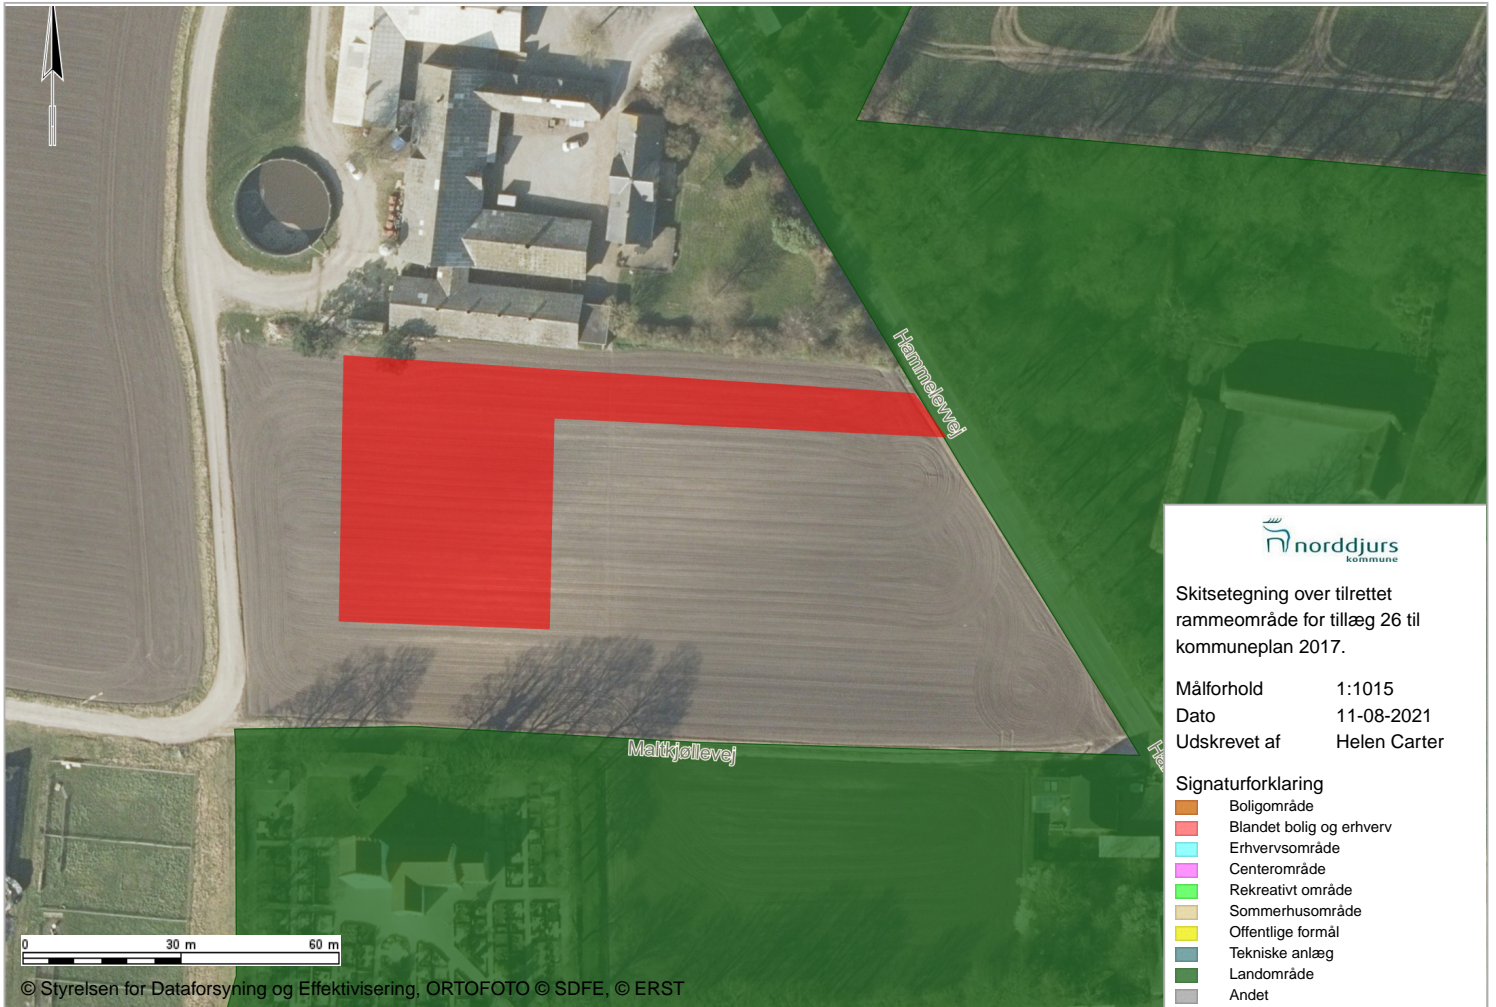 Hammelevvej
Maltkjøllevej
norddjurs
kommune
Skitsetegning over tilrettet
rammeområde for tillæg 26 til
kommuneplan 2017.
Målforhold 1:1015
Dato 11-08-2021
Udskrevet af Helen Carter
Signaturforklaring
Boligområde
Blandet bolig og erhverv
Erhvervsområde
Centerområde
Rekreativt område
Sommerhusområde
Offentlige formål
Tekniske anlæg
Landområde
Andet
0 30 m 60 m
© Styrelsen for Dataforsyning og Effektivisering, ORTOFOTO © SDFE, © ERST